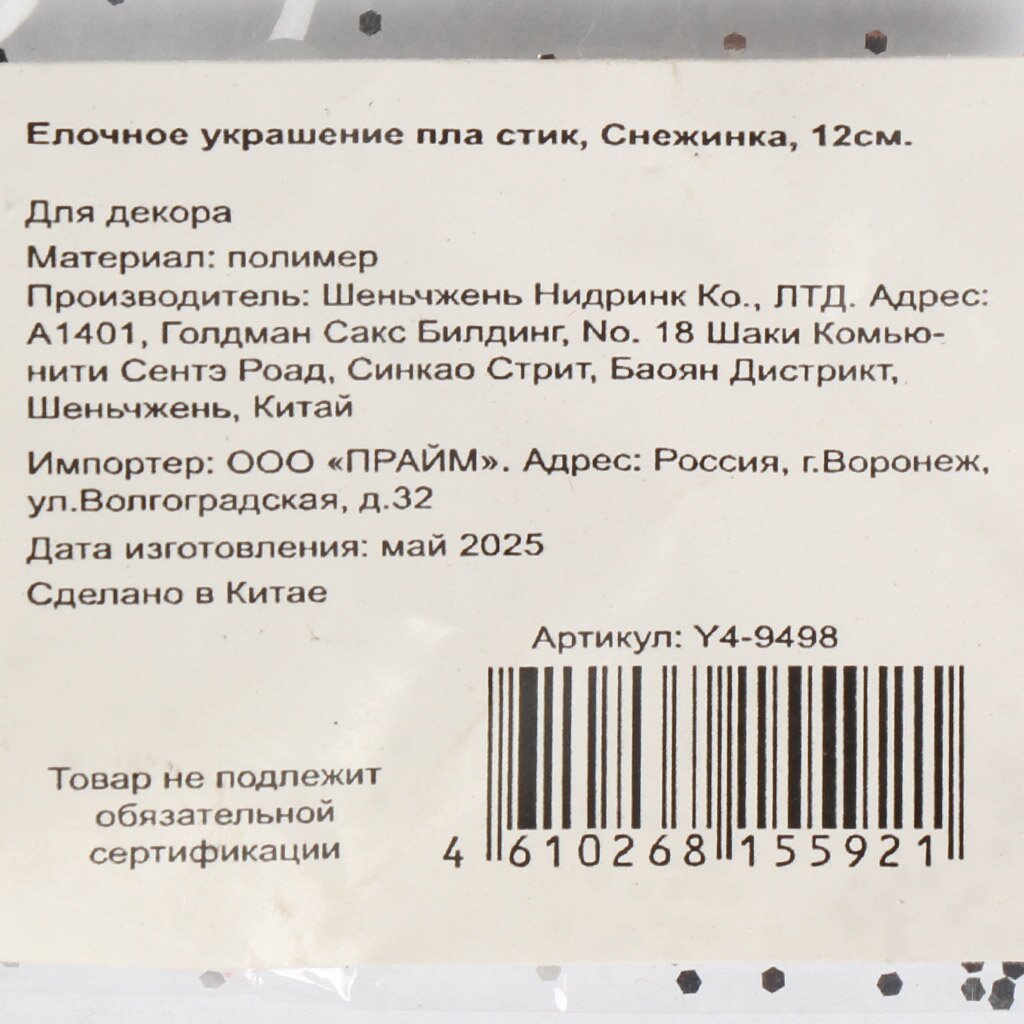 Елочное украшение пла стик, Снежинка, 12см.
Для декора
Материал: полимер
Производитель: Шеньчжень Нидринк Ко., ЛТД. Адрес:
А1401, Голдман Сакс Билдинг, No. 18 Шаки Комью-
нити Сентэ Роад, Синкао Стрит, Баоян Дистрикт,
Шеньчжень, Китай
Импортер: ООО «ПРАЙМ». Адрес: Россия, г.Воронеж,
ул.Волгоградская, д.32
Дата изготовления: май 2025
Сделано в Китае
Артикул: Y4-9498
Товар не подлежит
обязательной
сертификации
4 610268 155921